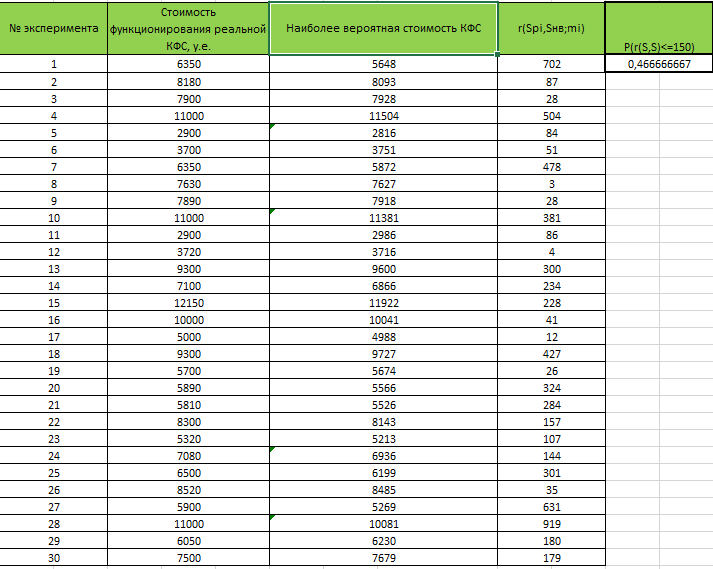 № эксперимента | Стоимость функционирования реальной КФС, у.е. | Наиболее вероятная стоимость КФС | r(Spi,Sнв;mi) | P(r(S,S)<=150)
1 | 6350 | 5648 | 702 | 0,466666667
2 | 8180 | 8093 | 87
3 | 7900 | 7928 | 28
4 | 11000 | 11504 | 504
5 | 2900 | 2816 | 84
6 | 3700 | 3751 | 51
7 | 6350 | 5872 | 478
8 | 7630 | 7627 | 3
9 | 7890 | 7918 | 28
10 | 11000 | 11381 | 381
11 | 2900 | 2986 | 86
12 | 3720 | 3716 | 4
13 | 9300 | 9600 | 300
14 | 7100 | 6866 | 234
15 | 12150 | 11922 | 228
16 | 10000 | 10041 | 41
17 | 5000 | 4988 | 12
18 | 9300 | 9727 | 427
19 | 5700 | 5674 | 26
20 | 5890 | 5566 | 324
21 | 5810 | 5526 | 284
22 | 8300 | 8143 | 157
23 | 5320 | 5213 | 107
24 | 7080 | 6936 | 144
25 | 6500 | 6199 | 301
26 | 8520 | 8485 | 35
27 | 5900 | 5269 | 631
28 | 11000 | 10081 | 919
29 | 6050 | 6230 | 180
30 | 7500 | 7679 | 179